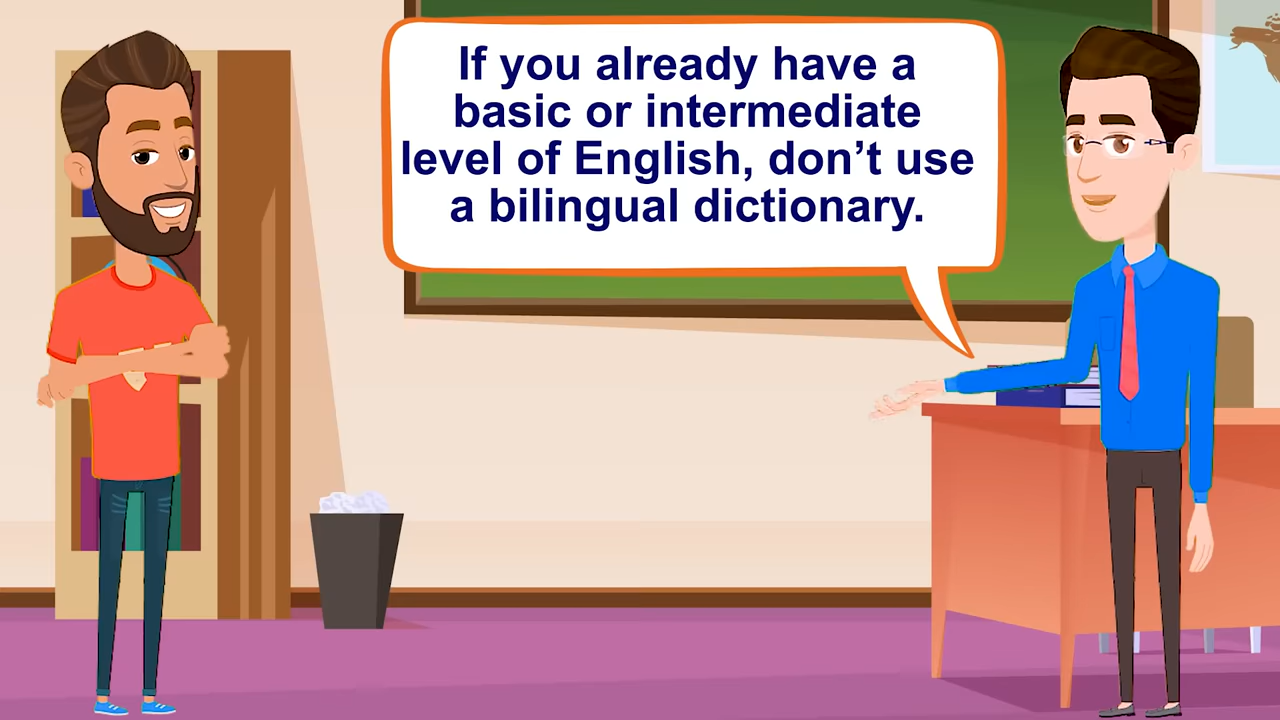 If you already have a
basic or intermediate
level of English, don’t use
a bilingual dictionary.